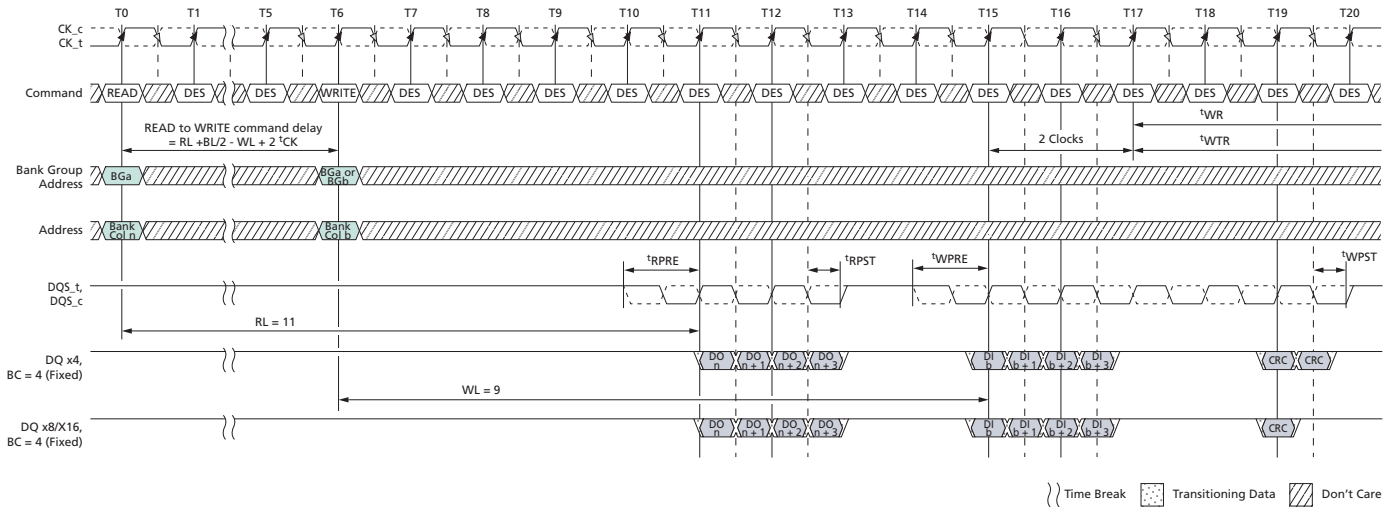 T0 T1 T5 T6 T7 T8 T9 T10 T11 T12 T13 T14 T15 T16 T17 T18 T19 T20
CK_c
CK_t
Command READ DES DES WRITE DES DES DES DES DES DES DES DES DES DES DES DES DES DES
tWR
READ to WRITE command delay
= RL +BL/2 - WL + 2 tCK
2 Clocks
tWTR
Bank Group
Address
BGa
BGa or
BGb
Address
Bank
Col n
Bank
Col b
tRPRE tRPST tWPRE tWPST
DQS_t,
DQS_c
RL = 11
DQ x4,
BC = 4 (Fixed)
DO
n
DO
n + 1
DO
n + 2
DO
n + 3
DI
b
DI
b + 1
DI
b + 2
DI
b + 3
CRC CRC
WL = 9
DQ x8/X16,
BC = 4 (Fixed)
DO
n
DO
n + 1
DO
n + 2
DO
n + 3
DI
b
DI
b + 1
DI
b + 2
DI
b + 3
CRC
Time Break Transitioning Data Don't Care